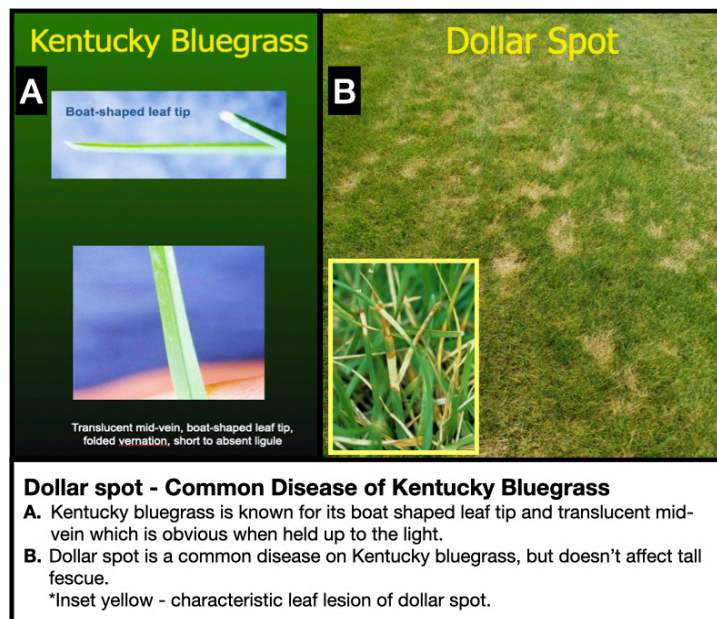 Kentucky Bluegrass
A
Boat-shaped leaf tip
Translucent mid-vein, boat-shaped leaf tip,
folded vernation, short to absent ligule
Dollar Spot
B
Dollar spot - Common Disease of Kentucky Bluegrass
A. Kentucky bluegrass is known for its boat shaped leaf tip and translucent mid-
vein which is obvious when held up to the light.
B. Dollar spot is a common disease on Kentucky bluegrass, but doesn't affect tall
fescue.
*Inset yellow - characteristic leaf lesion of dollar spot.